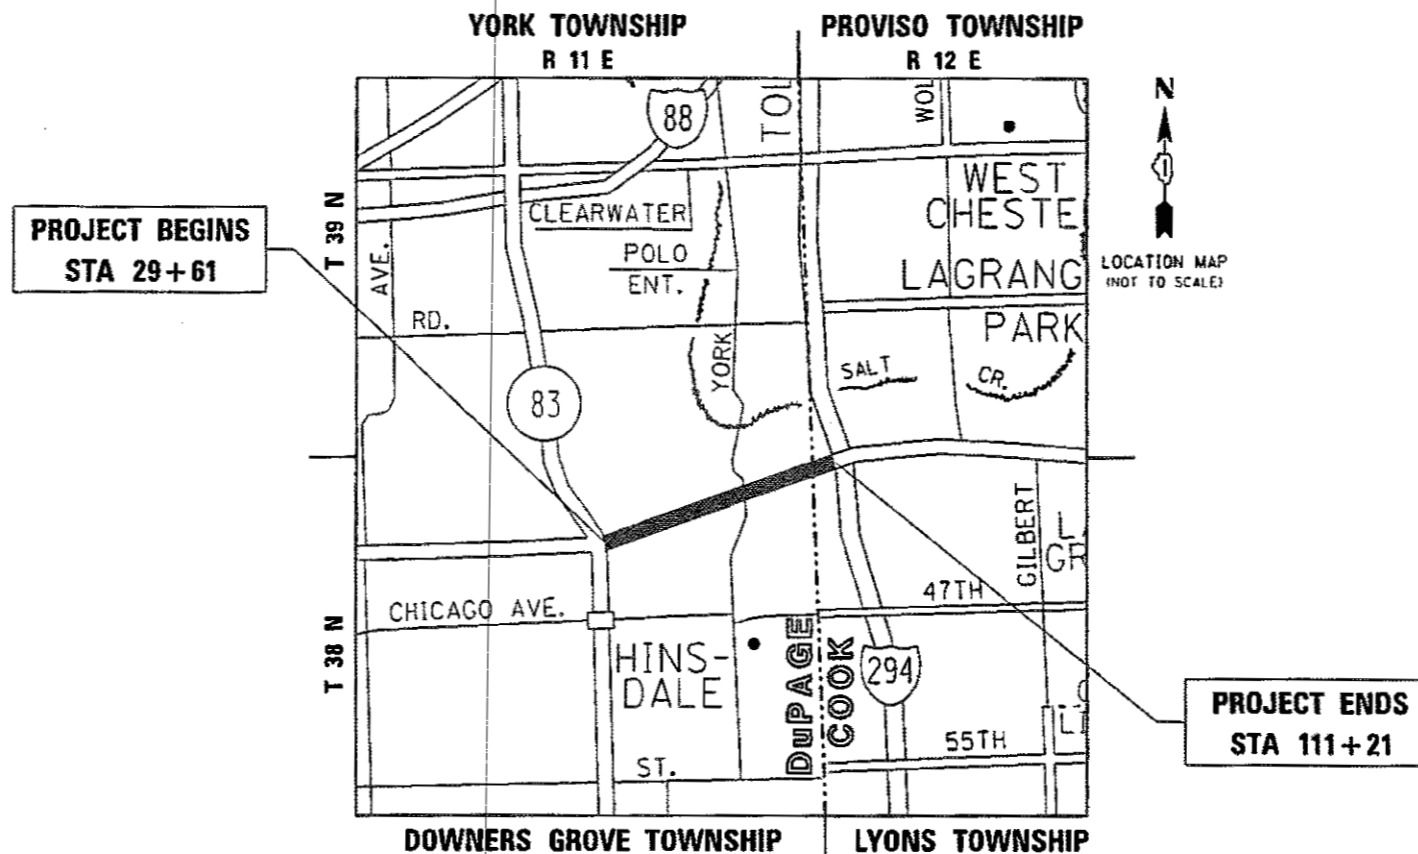 YORK TOWNSHIP
PROVISO TOWNSHIP
R 11 E
R 12 E
N
88
TOL
WOL
WEST
CHESTE
CLEARWATER
T 39 N
PROJECT BEGINS
STA 29+61
AVE.
POLO
ENT.
LAGRANG
PARK
LOCATION MAP
(NOT TO SCALE)
RD.
YORK
SALT
CR.
83
GILBERT
GR
47TH
CHICAGO AVE.
T 38 N
HINS-
DALE
DuPAGE
COOK
294
PROJECT ENDS
STA 111+21
55TH
ST.
DOWNERS GROVE TOWNSHIP
LYONS TOWNSHIP